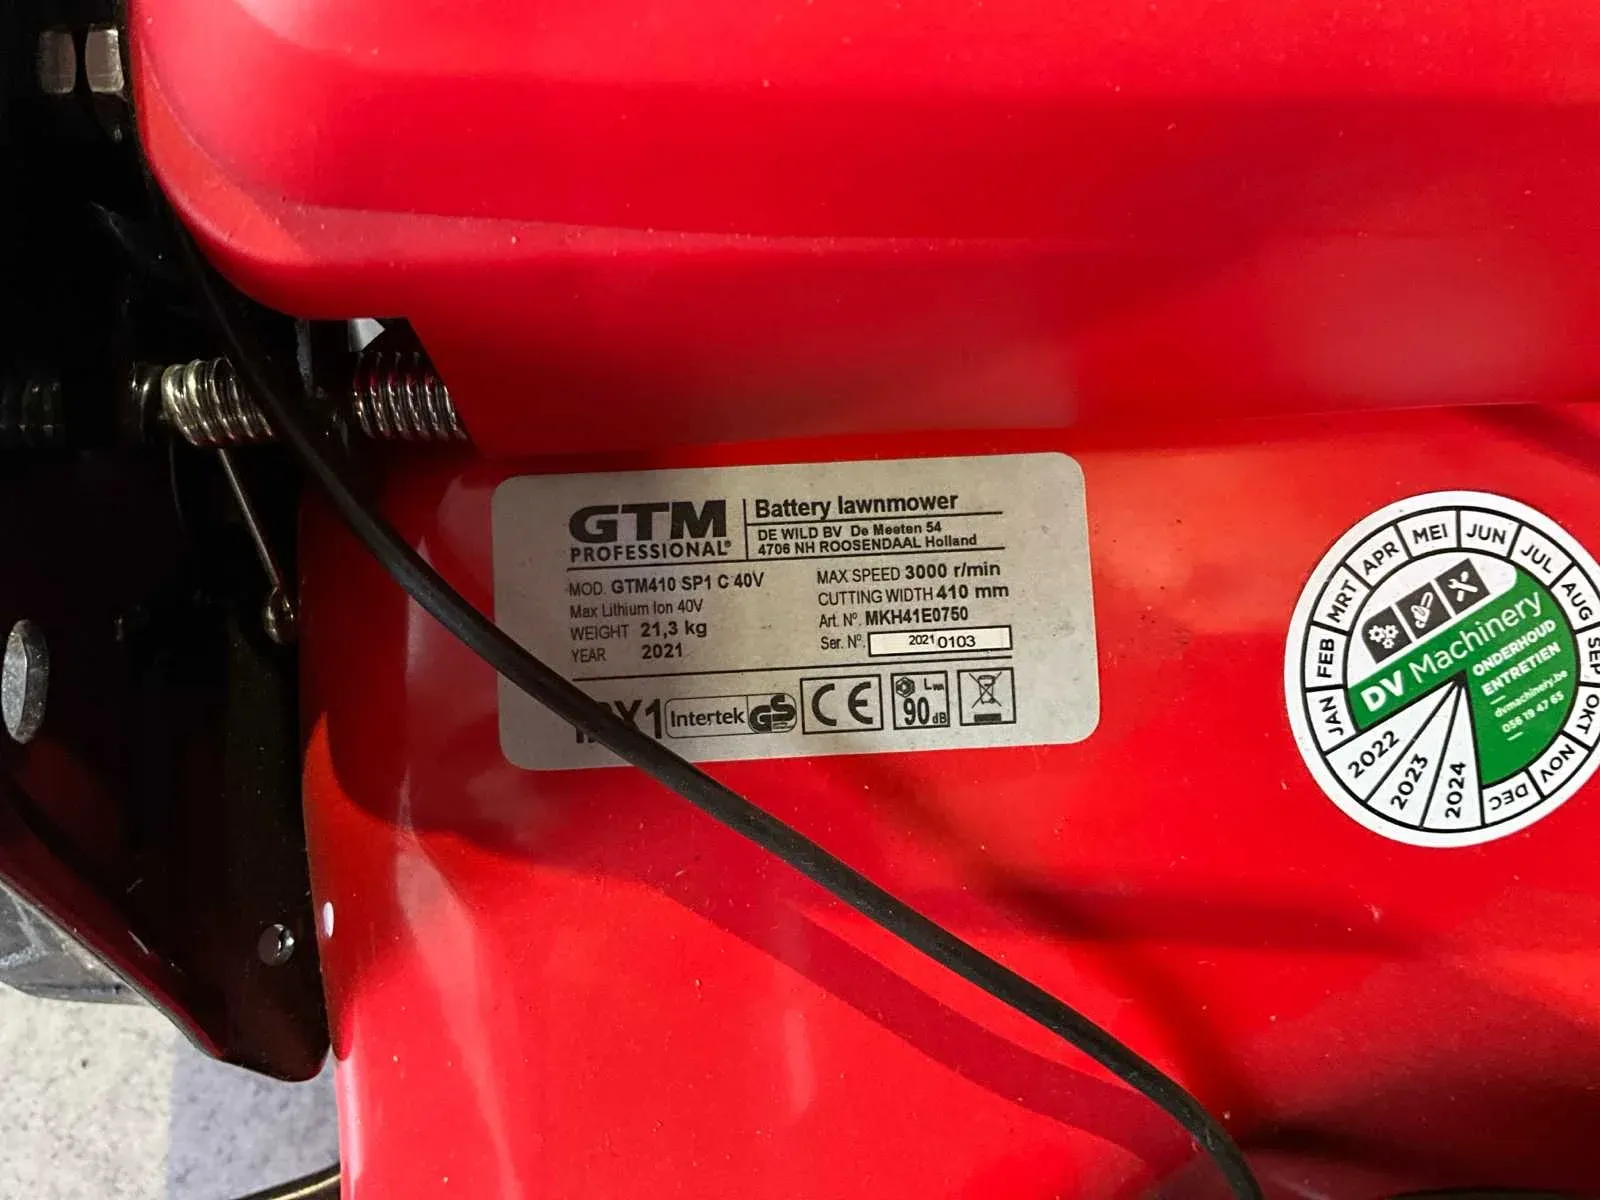 GTM
PROFESSIONAL®
Battery lawnmower
DE WILD BV De Meeten 54
4706 NH ROOSENDAAL Holland
MOD. GTM410 SP1 C 40V
Max Lithium Ion 40V
WEIGHT 21,3 kg
YEAR 2021
MAX SPEED 3000 r/min
CUTTING WIDTH 410 mm
Art. Nº. MKH41E0750
Ser. Nº. 2021 0103
Intertek GS
CE
LWA
90 dB
JAN FEB MRT APR MEI JUN JUL AUG SEP OKT NOV DEC
DV Machinery
ONDERHOUD
ENTRETIEN
dvmachinery.be
056 19 47 65
2022
2023
2024